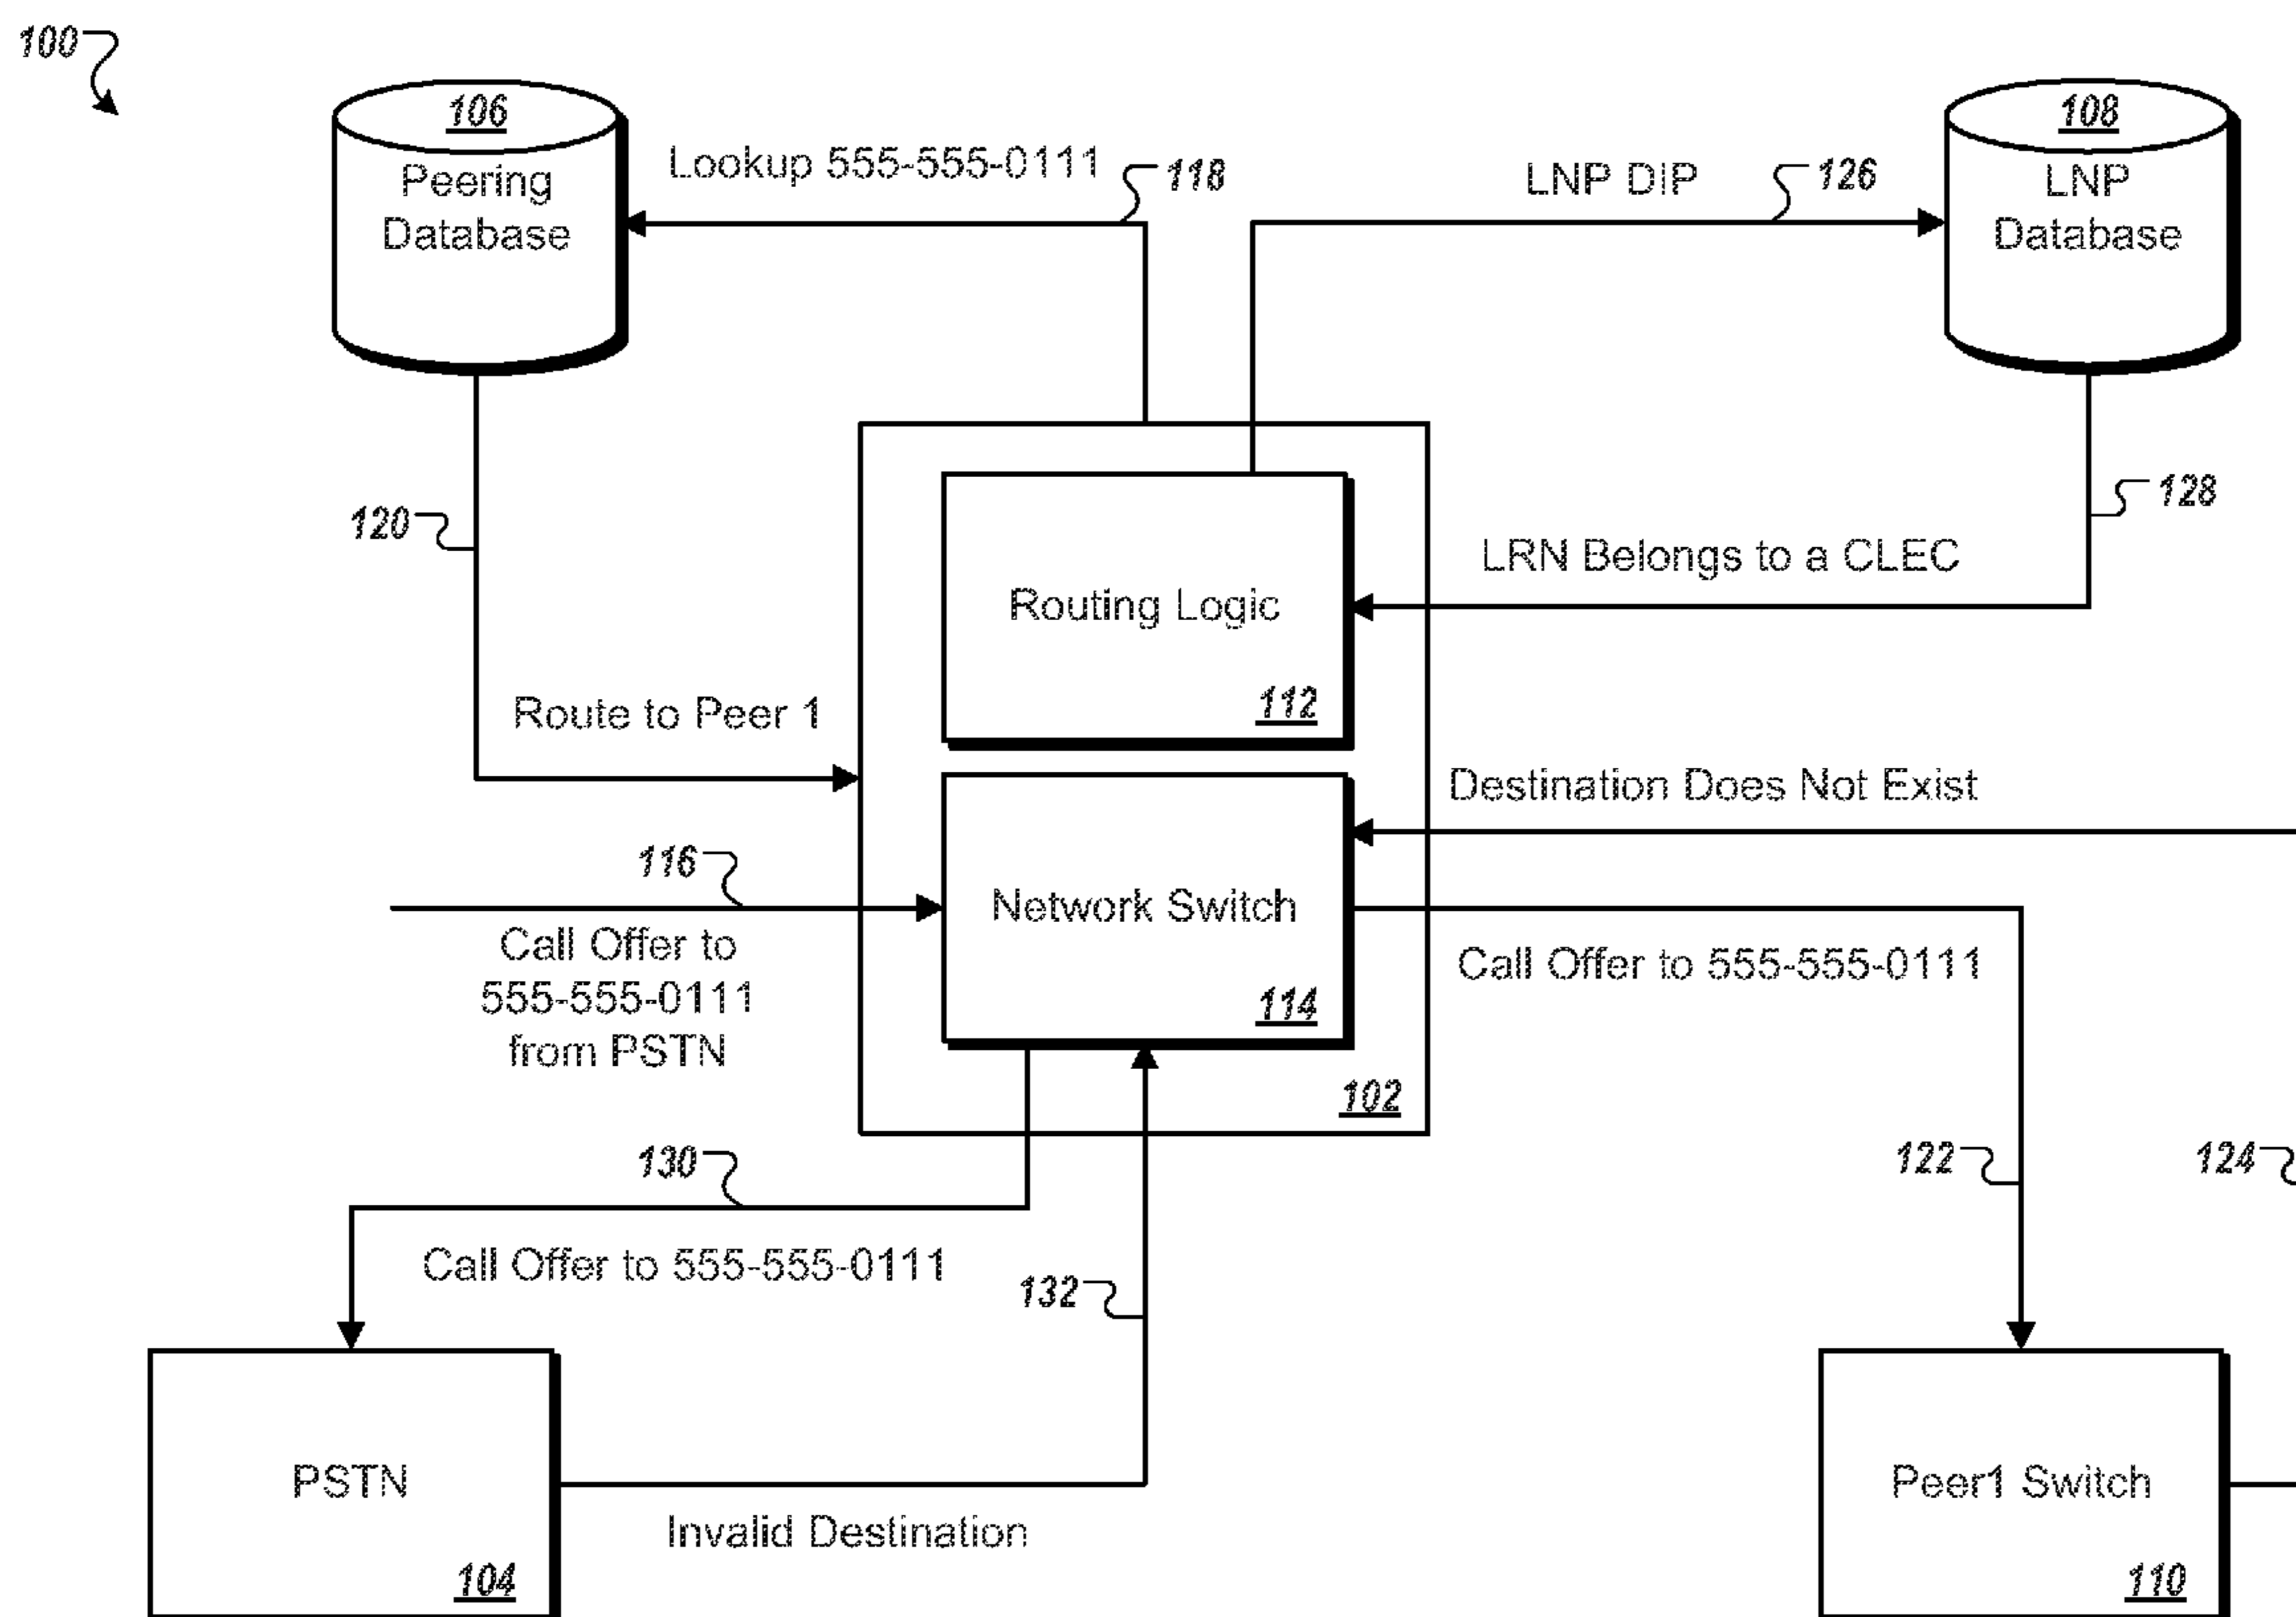 100
106
Peering
Database
Lookup 555-555-0111
118
LNP DIP
126
108
LNP
Database
120
128
LRN Belongs to a CLEC
Routing Logic
112
Route to Peer 1
Destination Does Not Exist
116
Call Offer to
555-555-0111
from PSTN
Network Switch
114
Call Offer to 555-555-0111
102
130
122
124
Call Offer to 555-555-0111
132
PSTN
104
Invalid Destination
Peer1 Switch
110